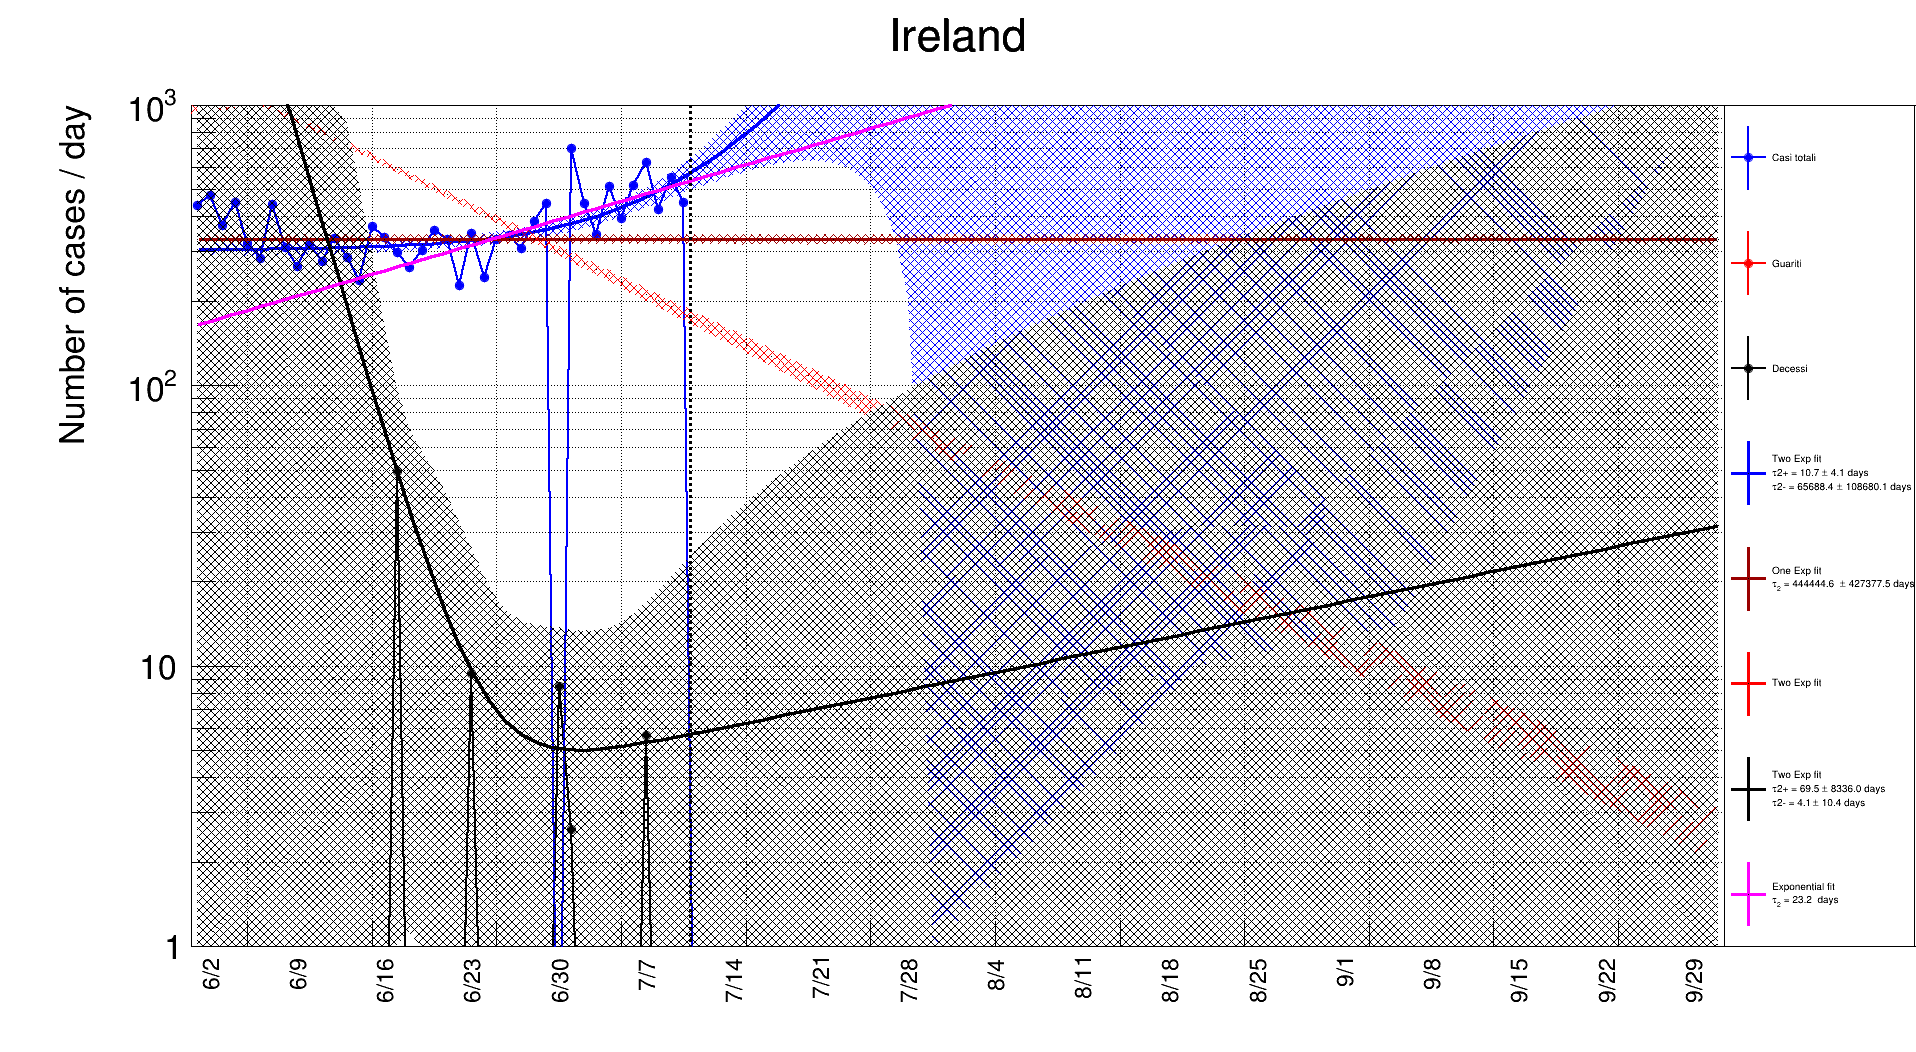 Ireland
Number of cases / day
10³
10²
10
1
6/2 6/9 6/16 6/23 6/30 7/7 7/14 7/21 7/28 8/4 8/11 8/18 8/25 9/1 9/8 9/15 9/22 9/29
Casi totali
Guariti
Decessi
Two Exp fit
τ2+ = 10.7 ± 4.1 days
τ2- = 65688.4 ± 108680.1 days
One Exp fit
τ₂ = 444444.6 ± 427377.5 days
Two Exp fit
Two Exp fit
τ2+ = 69.5 ± 8336.0 days
τ2- = 4.1 ± 10.4 days
Exponential fit
τ₂ = 23.2 days